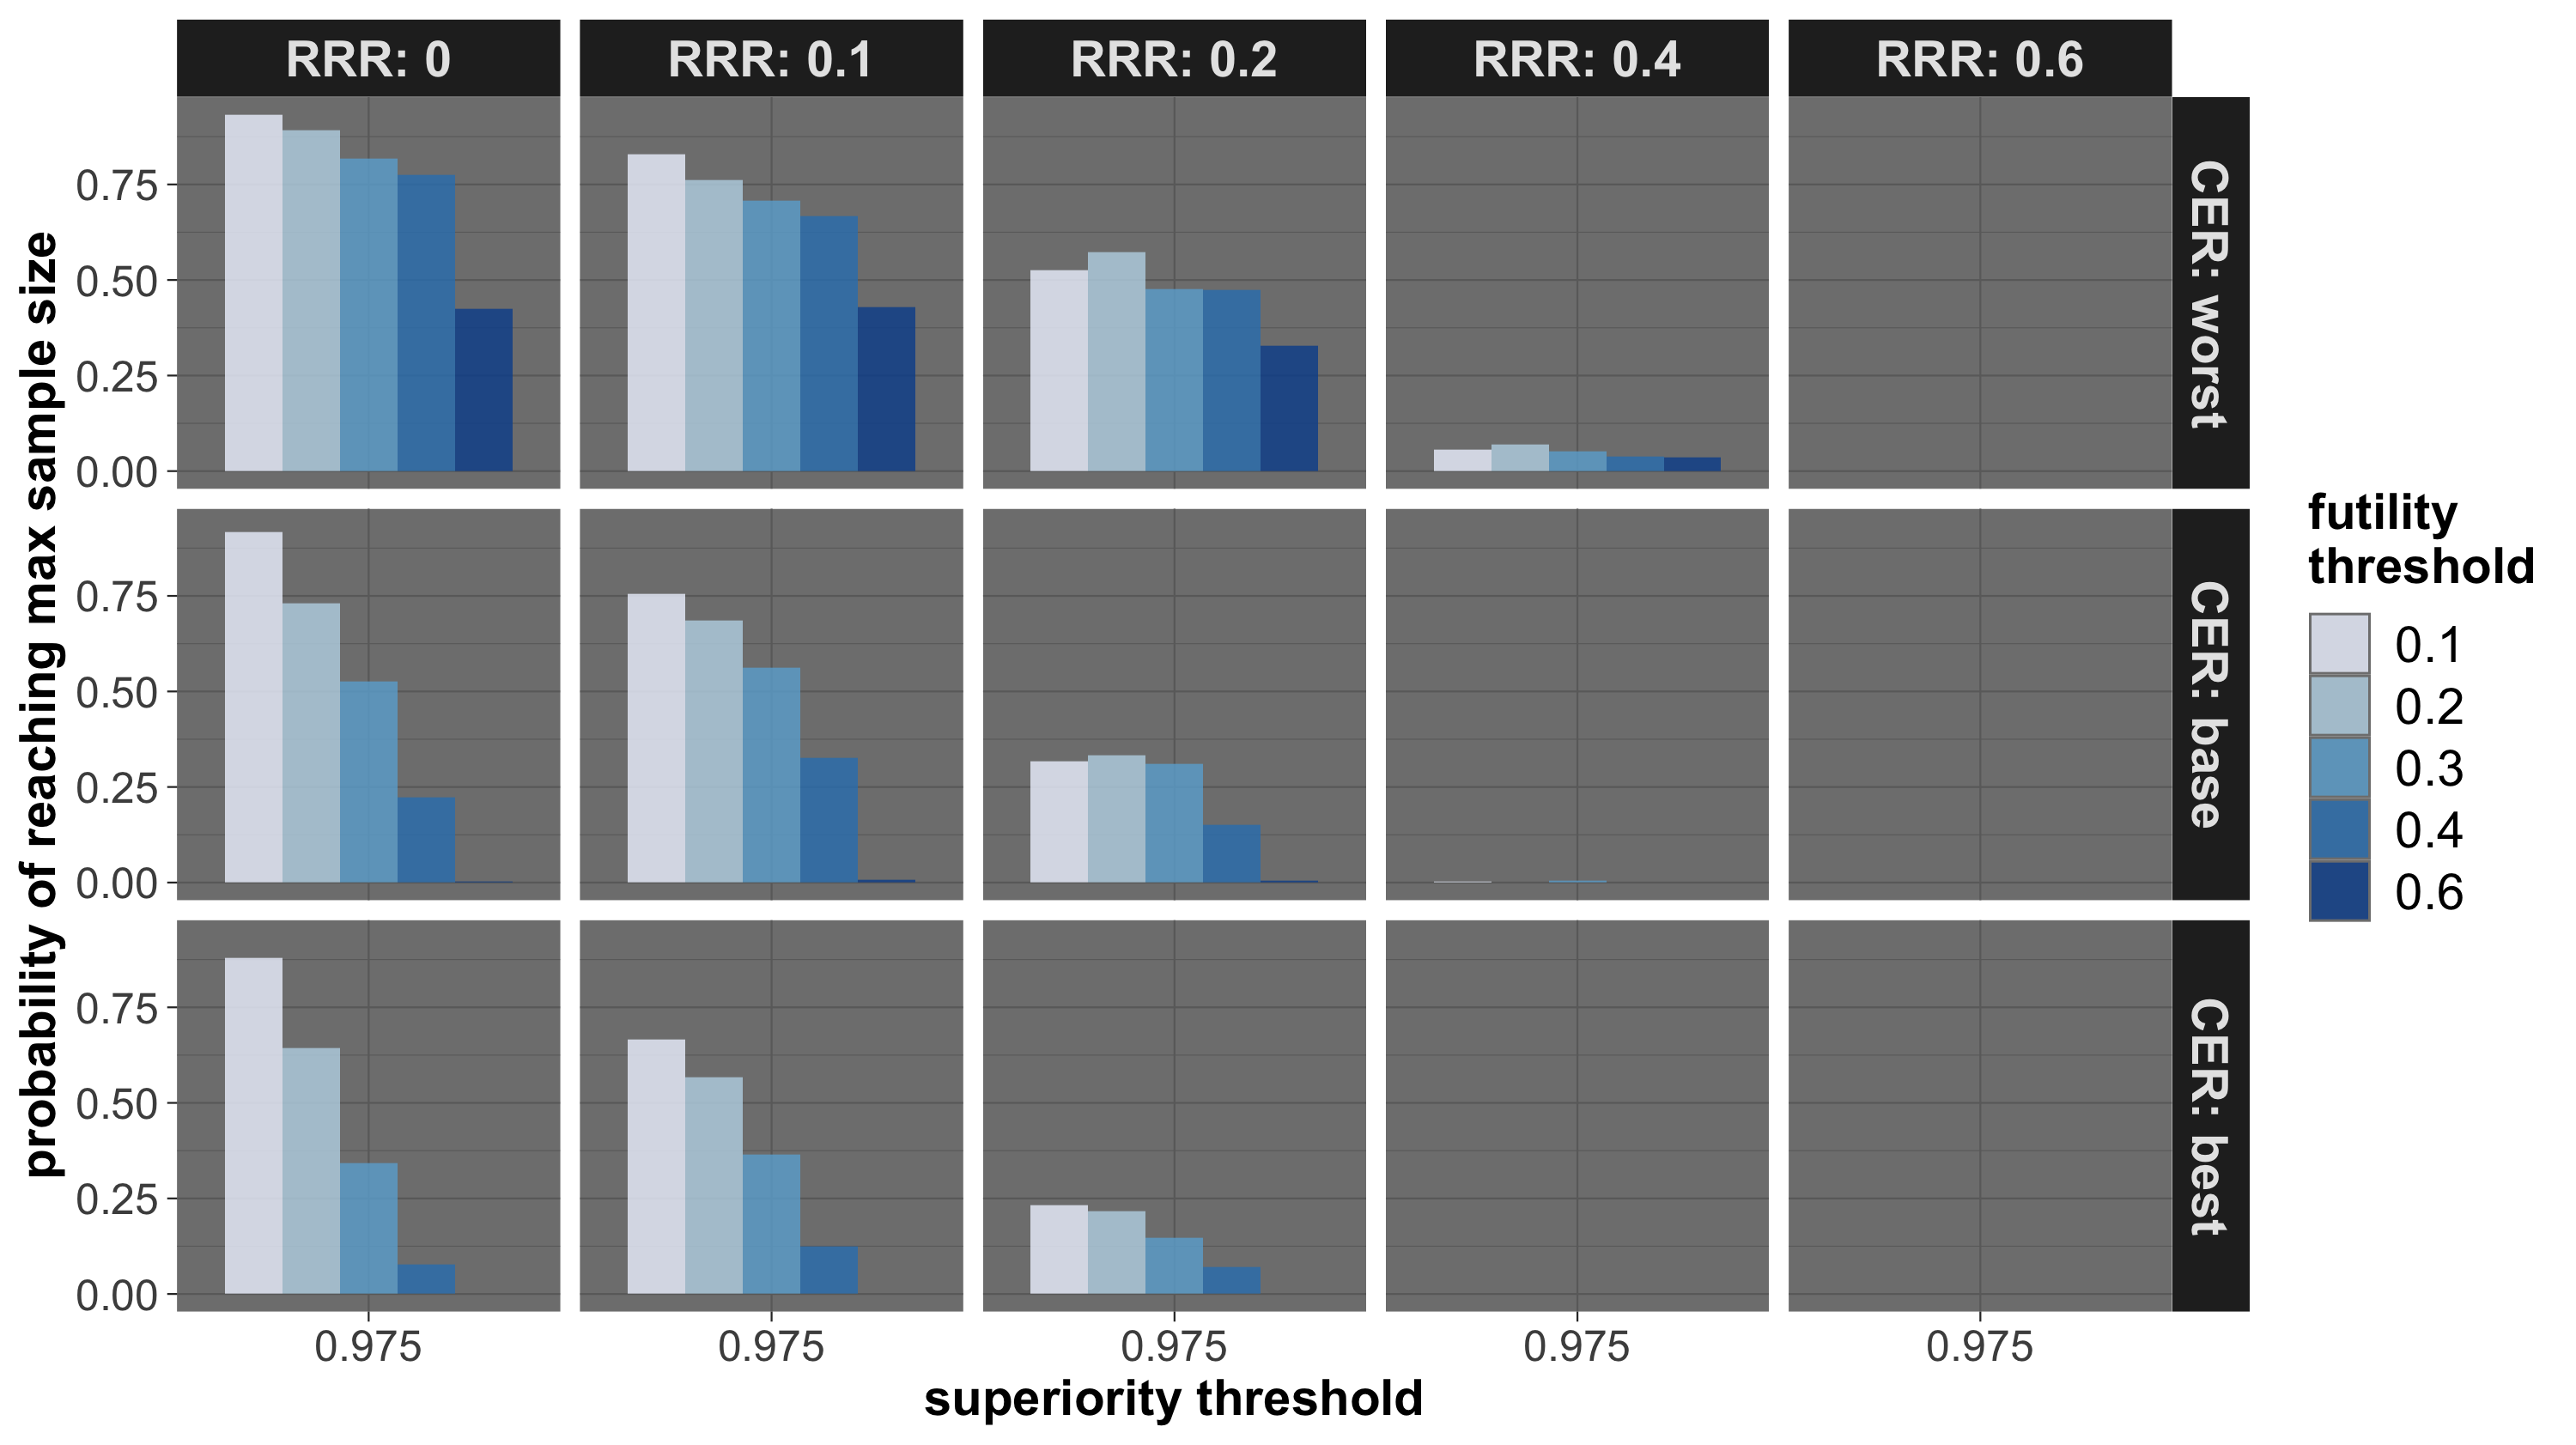 RRR: 0
RRR: 0.1
RRR: 0.2
RRR: 0.4
RRR: 0.6
probability of reaching max sample size
0.75
0.50
0.25
0.00
CER: worst
0.75
0.50
0.25
0.00
CER: base
0.75
0.50
0.25
0.00
CER: best
0.975
0.975
0.975
0.975
0.975
superiority threshold
futility
threshold
0.1
0.2
0.3
0.4
0.6